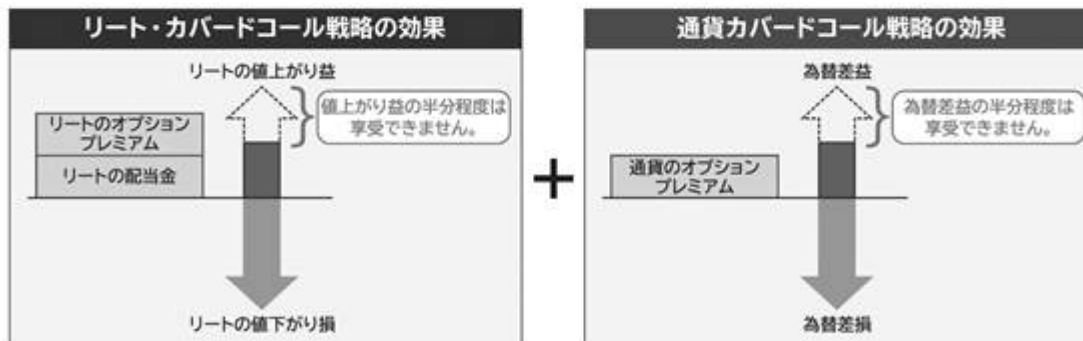 リート・カバードコール戦略の効果
リートの値上がり益
値上がり益の半分程度は
享受できません。
リートのオプション
プレミアム
リートの配当金
リートの値下がり損
+
通貨カバードコール戦略の効果
為替差益
為替差益の半分程度は
享受できません。
通貨のオプション
プレミアム
為替差損